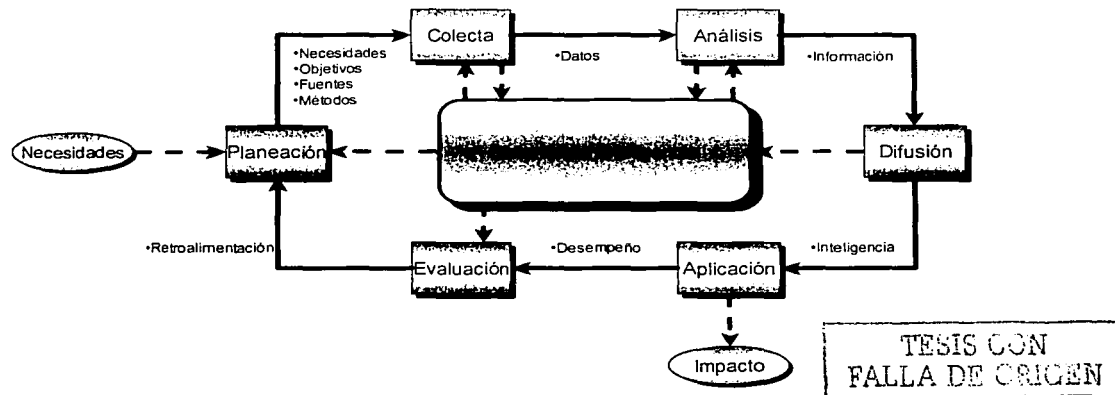 Colecta
Análisis
•Necesidades
•Objetivos
•Fuentes
•Métodos
•Datos
•Información
Necesidades
Planeación
Difusión
•Retroalimentación
•Desempeño
•Inteligencia
Evaluación
Aplicación
Impacto
TESIS CON
FALLA DE ORIGEN